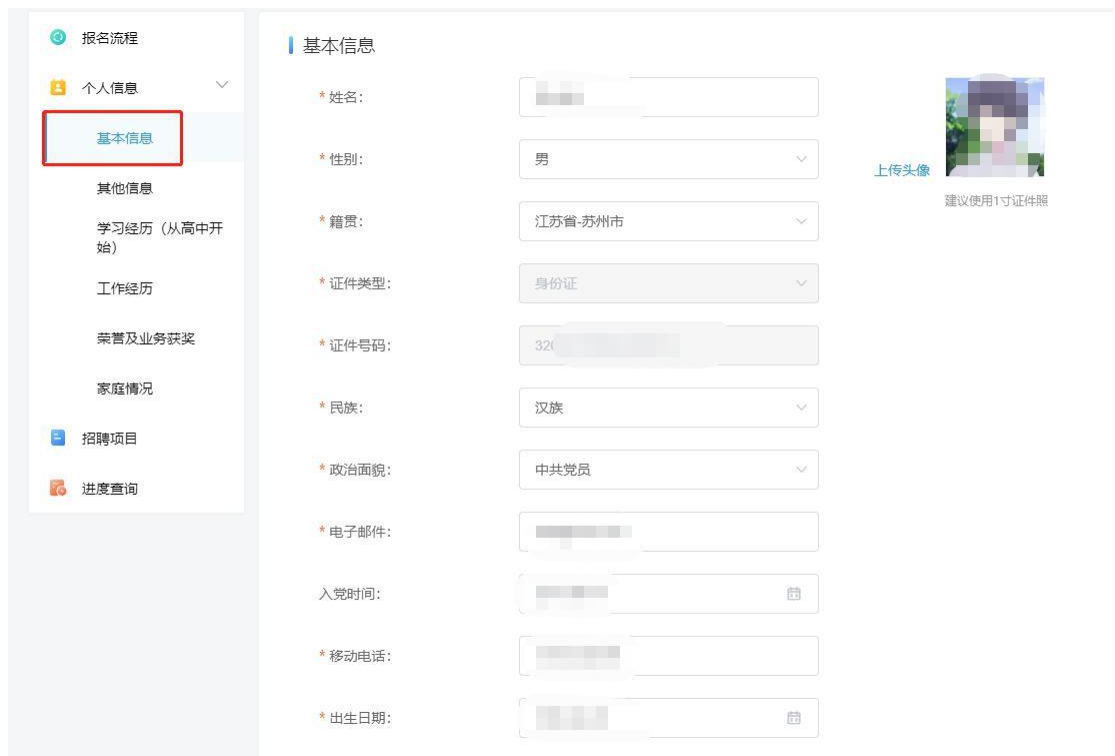 报名流程
个人信息
基本信息
其他信息
学习经历（从高中开
始）
工作经历
荣誉及业务获奖
家庭情况
招聘项目
进度查询
基本信息
* 姓名：
* 性别：
男
* 籍贯：
江苏省-苏州市
* 证件类型：
身份证
* 证件号码：
320
* 民族：
汉族
* 政治面貌：
中共党员
* 电子邮件：
入党时间：
* 移动电话：
* 出生日期：
上传头像
建议使用1寸证件照